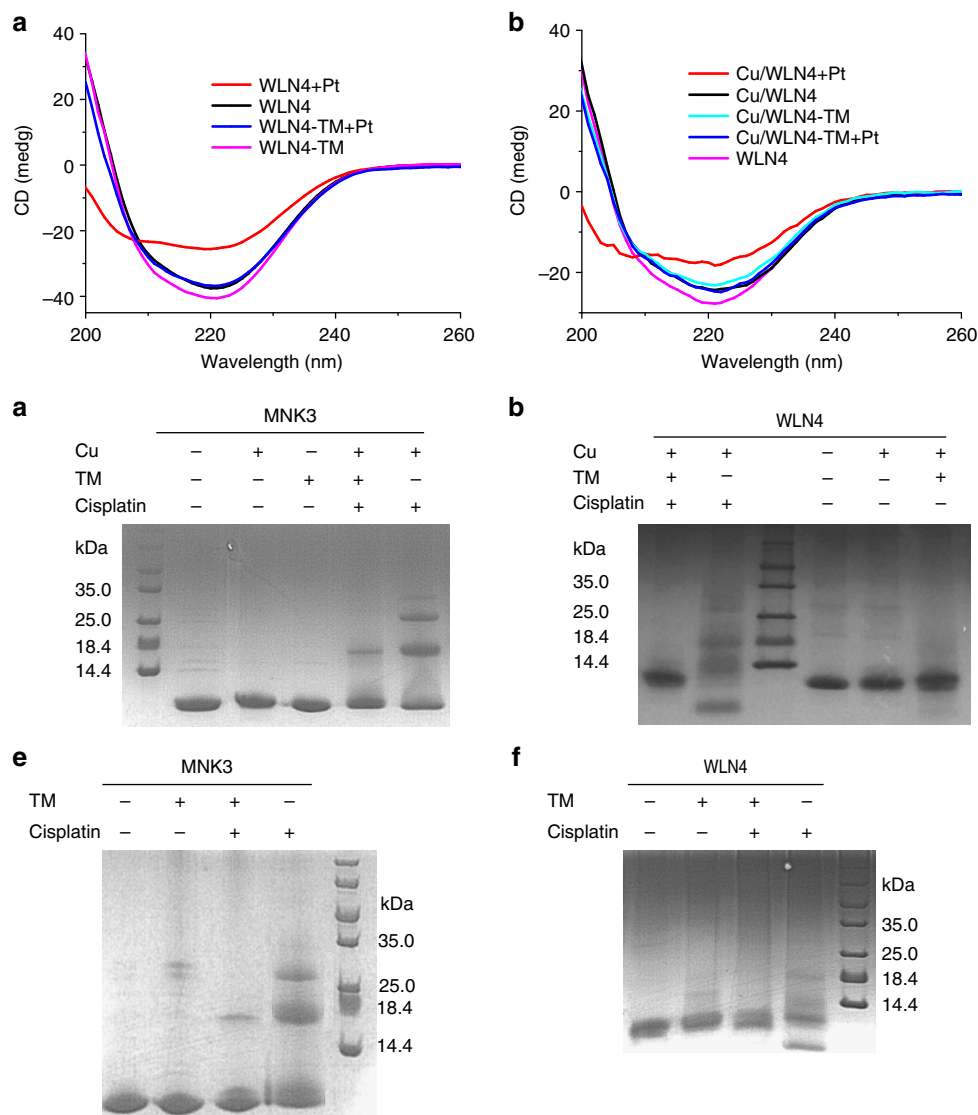 a
40
20
0
−20
−40
CD (medg)
WLN4+Pt
WLN4
WLN4-TM+Pt
WLN4-TM
200 220 240 260
Wavelength (nm)
b
40
20
0
−20
CD (medg)
Cu/WLN4+Pt
Cu/WLN4
Cu/WLN4-TM
Cu/WLN4-TM+Pt
WLN4
200 220 240 260
Wavelength (nm)
a
MNK3
Cu − + − + +
TM − − + + −
Cisplatin − − − + +
kDa
35.0
25.0
18.4
14.4
b
WLN4
Cu + + − + +
TM + − − − +
Cisplatin + + − − −
kDa
35.0
25.0
18.4
14.4
e
MNK3
TM − + + −
Cisplatin − − + +
kDa
35.0
25.0
18.4
14.4
f
WLN4
TM − + + −
Cisplatin − − + +
kDa
35.0
25.0
18.4
14.4